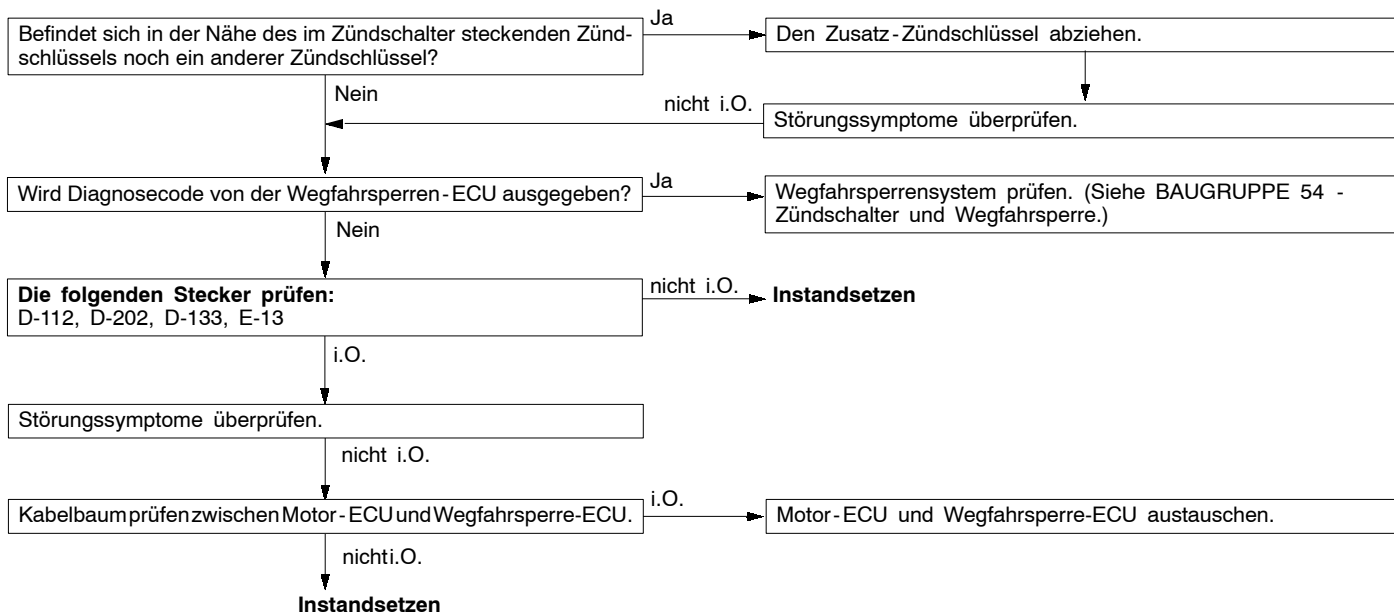 Befindet sich in der Nähe des im Zündschalter steckenden Zünd-
schlüssels noch ein anderer Zündschlüssel?
Ja
Den Zusatz-Zündschlüssel abziehen.
Nein
nicht i.O.
Störungssymptome überprüfen.
Wird Diagnosecode von der Wegfahrsperren-ECU ausgegeben?
Ja
Wegfahrsperrensystem prüfen. (Siehe BAUGRUPPE 54 -
Zündschalter und Wegfahrsperre.)
Nein
Die folgenden Stecker prüfen:
D-112, D-202, D-133, E-13
nicht i.O.
Instandsetzen
i.O.
Störungssymptome überprüfen.
nicht i.O.
Kabelbaum prüfen zwischen Motor-ECU und Wegfahrsperre-ECU.
i.O.
Motor-ECU und Wegfahrsperre-ECU austauschen.
nicht i.O.
Instandsetzen